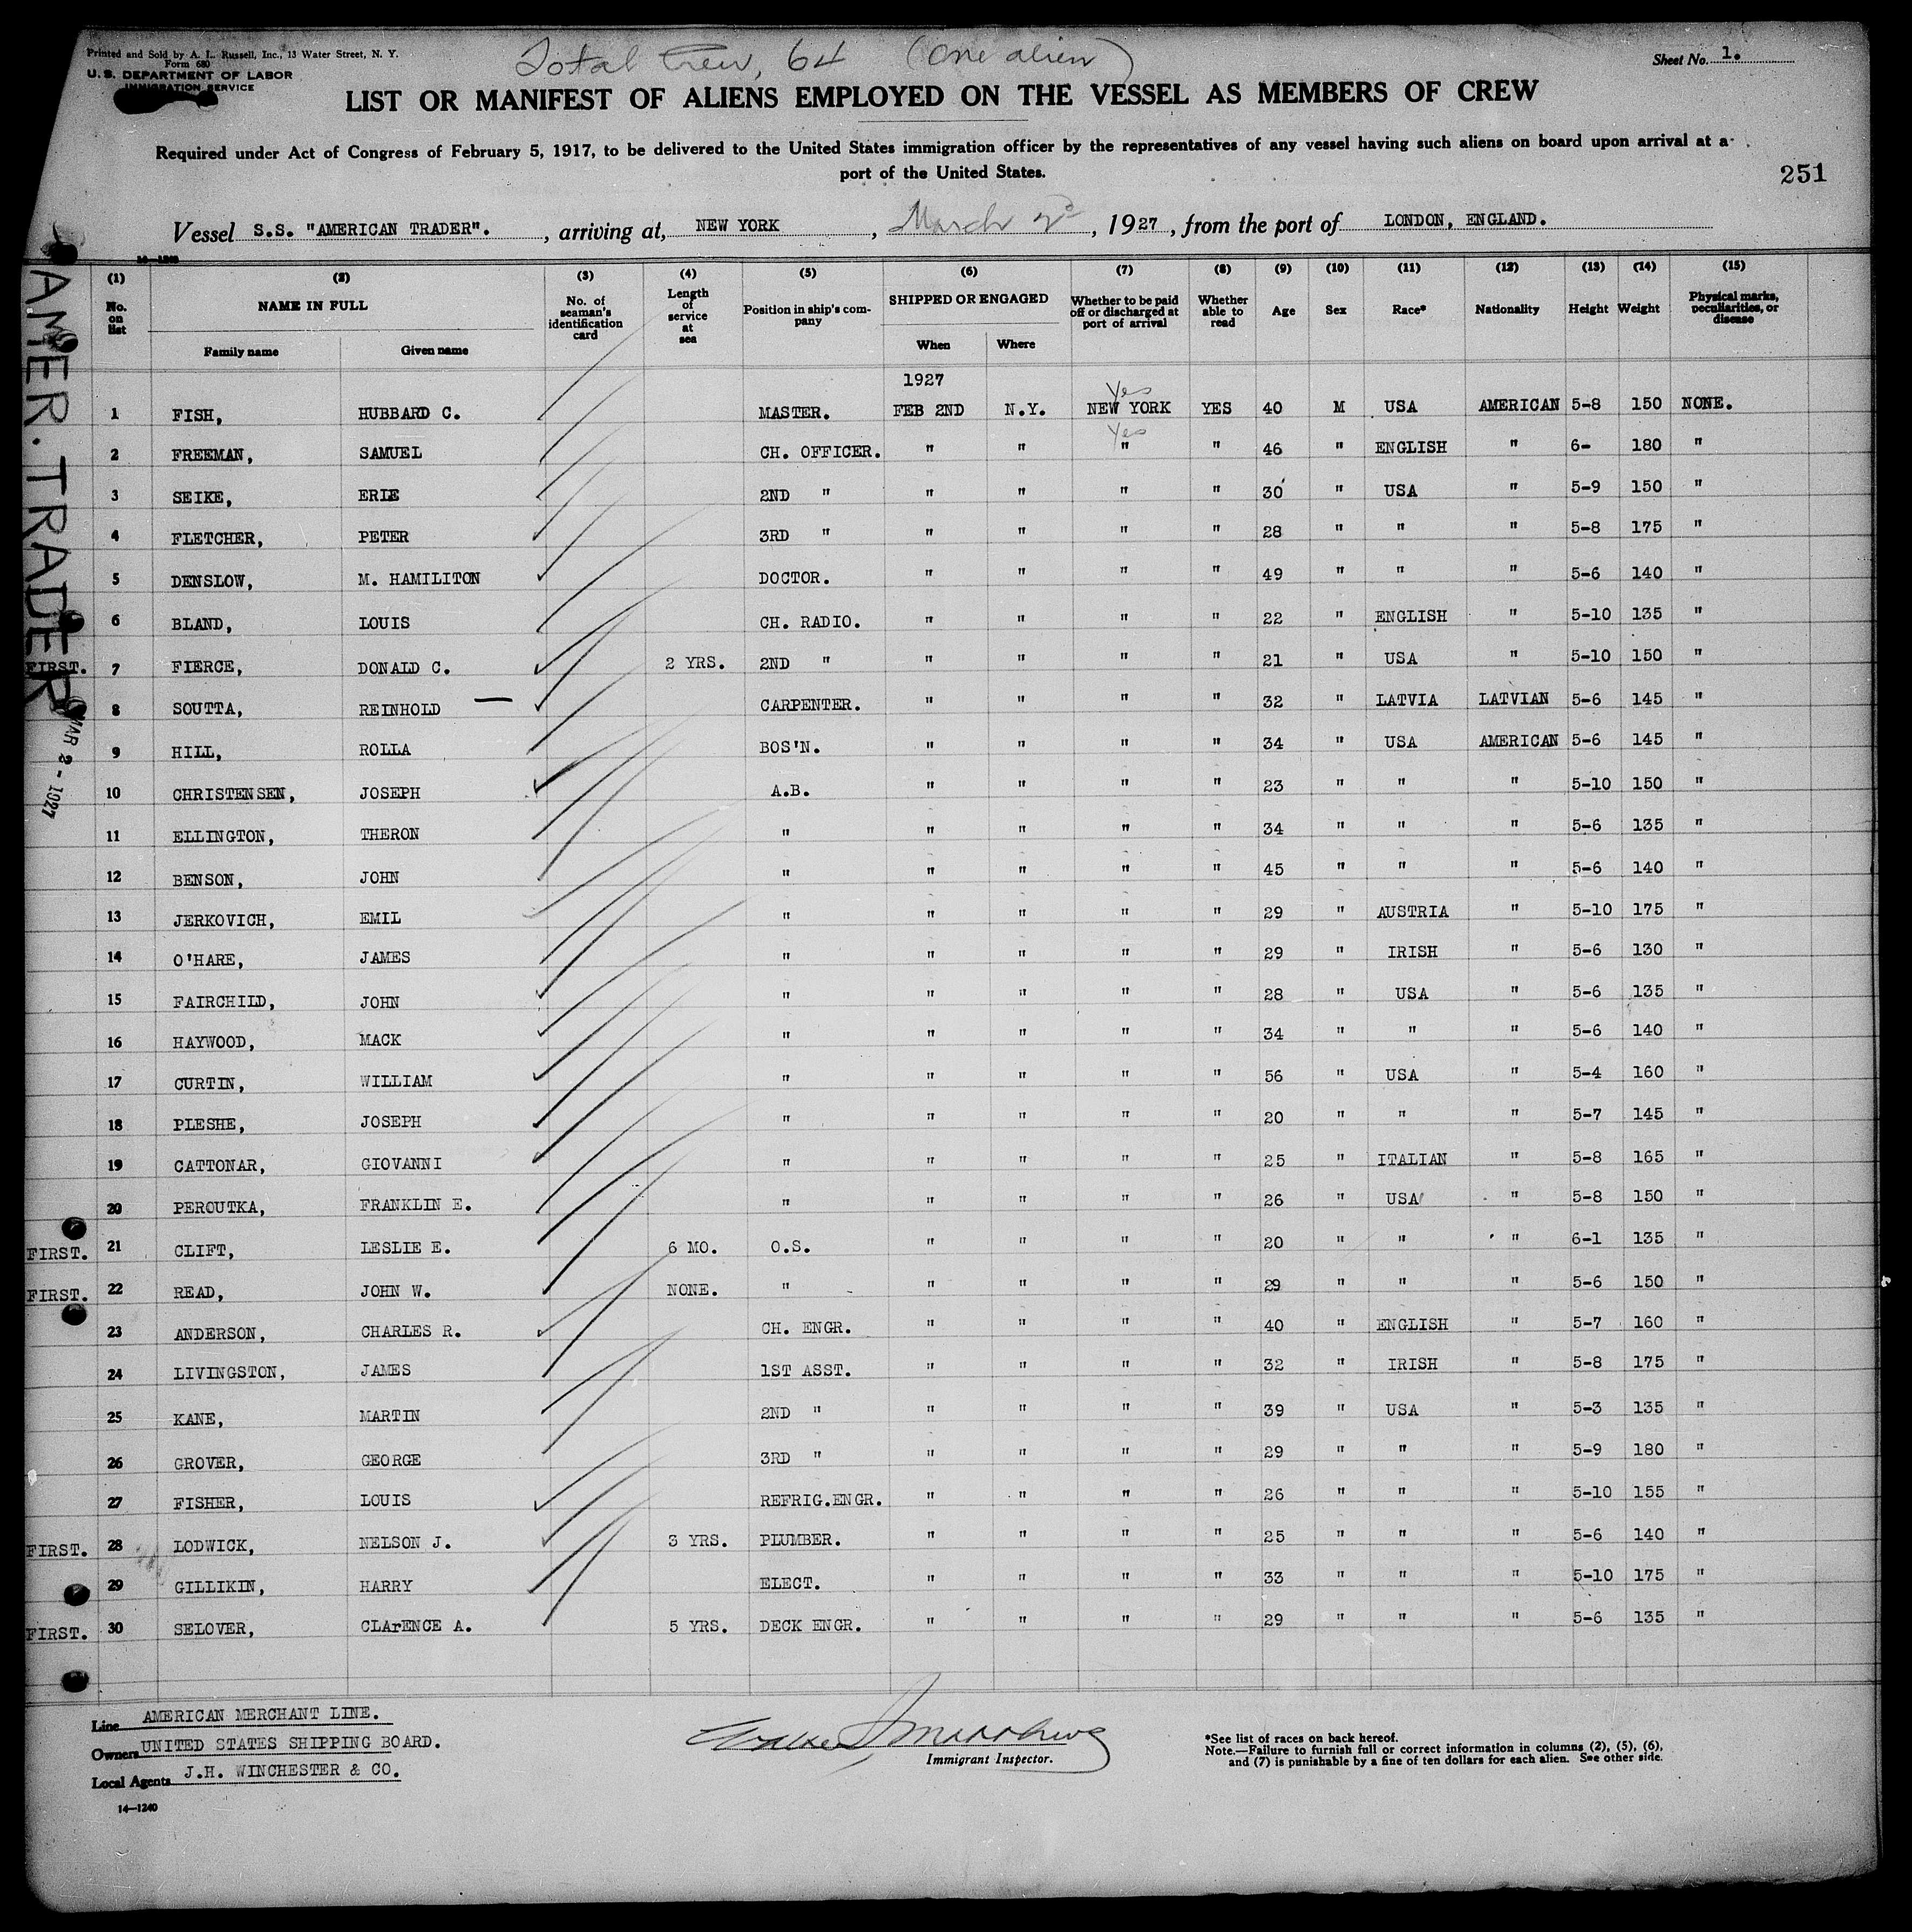 Printed and Sold by A. L. Russell, Inc., 13 Water Street, N. Y.
Form 680
U. S. DEPARTMENT OF LABOR
IMMIGRATION SERVICE
Total Crew, 64 (One alien)
Sheet No. 1.
LIST OR MANIFEST OF ALIENS EMPLOYED ON THE VESSEL AS MEMBERS OF CREW
Required under Act of Congress of February 5, 1917, to be delivered to the United States immigration officer by the representatives of any vessel having such aliens on board upon arrival at a
port of the United States.
251
Vessel S.S. "AMERICAN TRADER". , arriving at, NEW YORK , March 2d , 1927 , from the port of LONDON, ENGLAND.
AMER. TRADER
MAR 2 - 1927
(1) (2) (3) (4) (5) (6) (7) (8) (9) (10) (11) (12) (13) (14) (15)
No. on list NAME IN FULL No. of seaman's identification card Length of service at sea Position in ship's company SHIPPED OR ENGAGED Whether to be paid off or discharged at port of arrival Whether able to read Age Sex Race* Nationality Height Weight Physical marks, peculiarities, or disease
Family name Given name When Where
1927
Yes
1 FISH, HUBBARD C. MASTER. FEB 2ND N.Y. NEW YORK YES 40 M USA AMERICAN 5-8 150 NONE.
Yes
2 FREEMAN, SAMUEL CH. OFFICER. " " " " 46 " ENGLISH " 6- 180 "
3 SEIKE, ERIE 2ND " " " " " 30 " USA " 5-9 150 "
4 FLETCHER, PETER 3RD " " " " " 28 " " " 5-8 175 "
5 DENSLOW, M. HAMILITON DOCTOR. " " " " 49 " " " 5-6 140 "
6 BLAND, LOUIS CH. RADIO. " " " " 22 " ENGLISH " 5-10 135 "
FIRST. 7 FIERCE, DONALD C. 2 YRS. 2ND " " " " " 21 " USA " 5-10 150 "
8 SOUTTA, REINHOLD — CARPENTER. " " " " 32 " LATVIA LATVIAN 5-6 145 "
9 HILL, ROLLA BOS'N. " " " " 34 " USA AMERICAN 5-6 145 "
10 CHRISTENSEN, JOSEPH A.B. " " " " 23 " " " 5-10 150 "
11 ELLINGTON, THERON " " " " " 34 " " " 5-6 135 "
12 BENSON, JOHN " " " " " 45 " " " 5-6 140 "
13 JERKOVICH, EMIL " " " " " 29 " AUSTRIA " 5-10 175 "
14 O'HARE, JAMES " " " " " 29 " IRISH " 5-6 130 "
15 FAIRCHILD, JOHN " " " " " 28 " USA " 5-6 135 "
16 HAYWOOD, MACK " " " " " 34 " " " 5-6 140 "
17 CURTIN, WILLIAM " " " " " 56 " USA " 5-4 160 "
18 PLESHE, JOSEPH " " " " " 20 " " " 5-7 145 "
19 CATTONAR, GIOVANNI " " " " " 25 " ITALIAN " 5-8 165 "
20 PEROUTKA, FRANKLIN E. " " " " " 26 " USA " 5-8 150 "
FIRST. 21 CLIFT, LESLIE E. 6 MO. O.S. " " " " 20 " " " 6-1 135 "
FIRST. 22 READ, JOHN W. NONE. " " " " " 29 " " " 5-6 150 "
23 ANDERSON, CHARLES R. CH. ENGR. " " " " 40 " ENGLISH " 5-7 160 "
24 LIVINGSTON, JAMES 1ST ASST. " " " " 32 " IRISH " 5-8 175 "
25 KANE, MARTIN 2ND " " " " " 39 " USA " 5-3 135 "
26 GROVER, GEORGE 3RD " " " " " 29 " " " 5-9 180 "
27 FISHER, LOUIS REFRIG.ENGR. " " " " 26 " " " 5-10 155 "
FIRST. 28 LODWICK, NELSON J. 3 YRS. PLUMBER. " " " " 25 " " " 5-6 140 "
29 GILLIKIN, HARRY ELECT. " " " " 33 " " " 5-10 175 "
FIRST. 30 SELOVER, CLArENCE A. 5 YRS. DECK ENGR. " " " " 29 " " " 5-6 135 "
Line AMERICAN MERCHANT LINE.
Owners UNITED STATES SHIPPING BOARD.
Local Agents J.H. WINCHESTER & CO.
14—1240
Immigrant Inspector.
*See list of races on back hereof.
Note.—Failure to furnish full or correct information in columns (2), (5), (6),
and (7) is punishable by a fine of ten dollars for each alien. See other side.